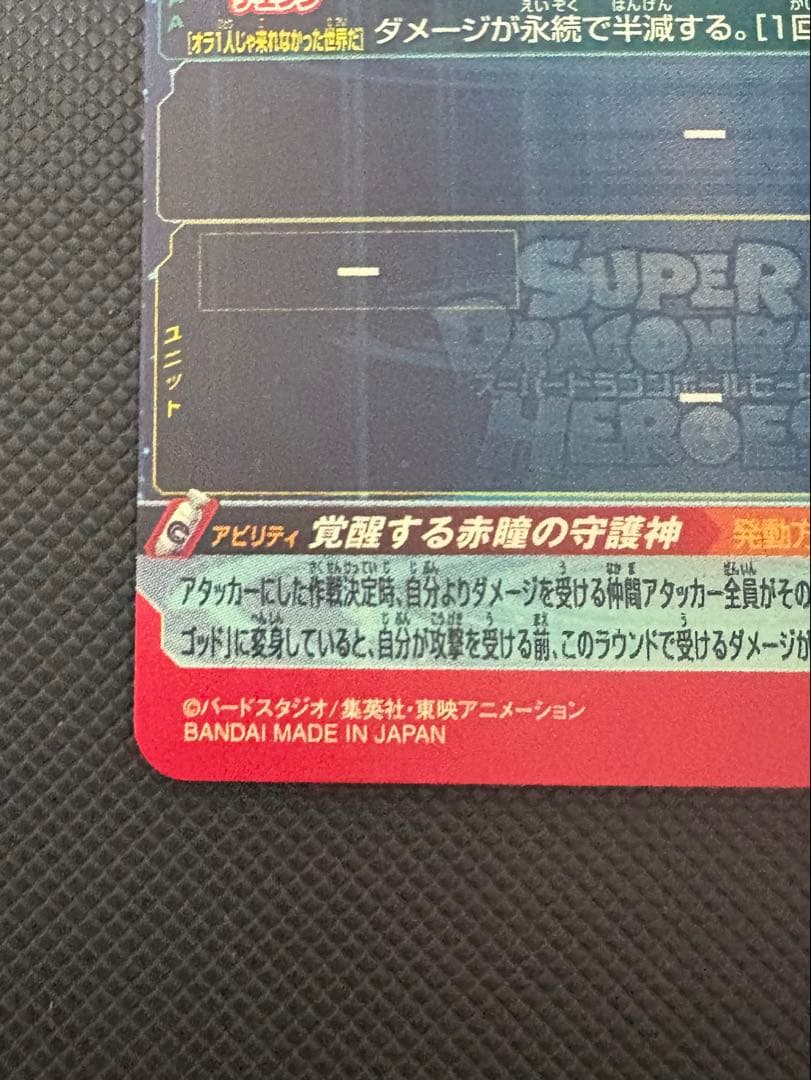 [オラ1人じゃ来れなかった世界だ]
ダメージが永続で半減する。[1回
ユニット
SUPER
DRAGONBA
スーパードラゴンボールヒーロ
HEROES
アビリティ 覚醒する赤瞳の守護神 発動方
アタッカーにした作戦決定時、自分よりダメージを受ける仲間アタッカー全員がその
ゴッド」に変身していると、自分が攻撃を受ける前、このラウンドで受けるダメージが
©バードスタジオ/集英社・東映アニメーション
BANDAI MADE IN JAPAN